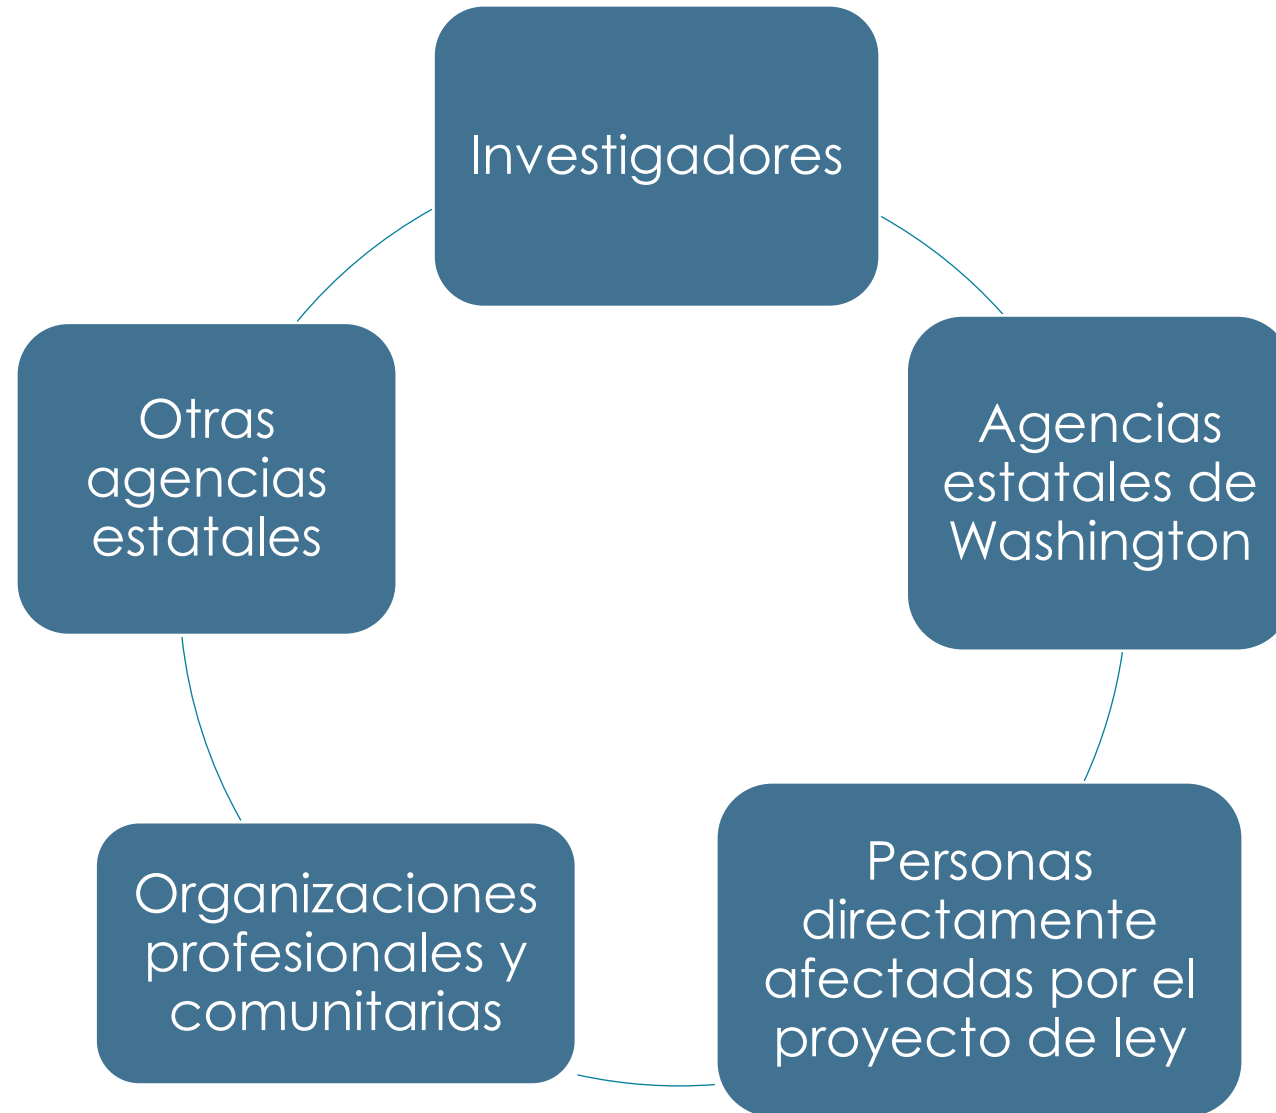 Investigadores
Agencias
estatales de
Washington
Personas
directamente
afectadas por el
proyecto de ley
Organizaciones
profesionales y
comunitarias
Otras
agencias
estatales